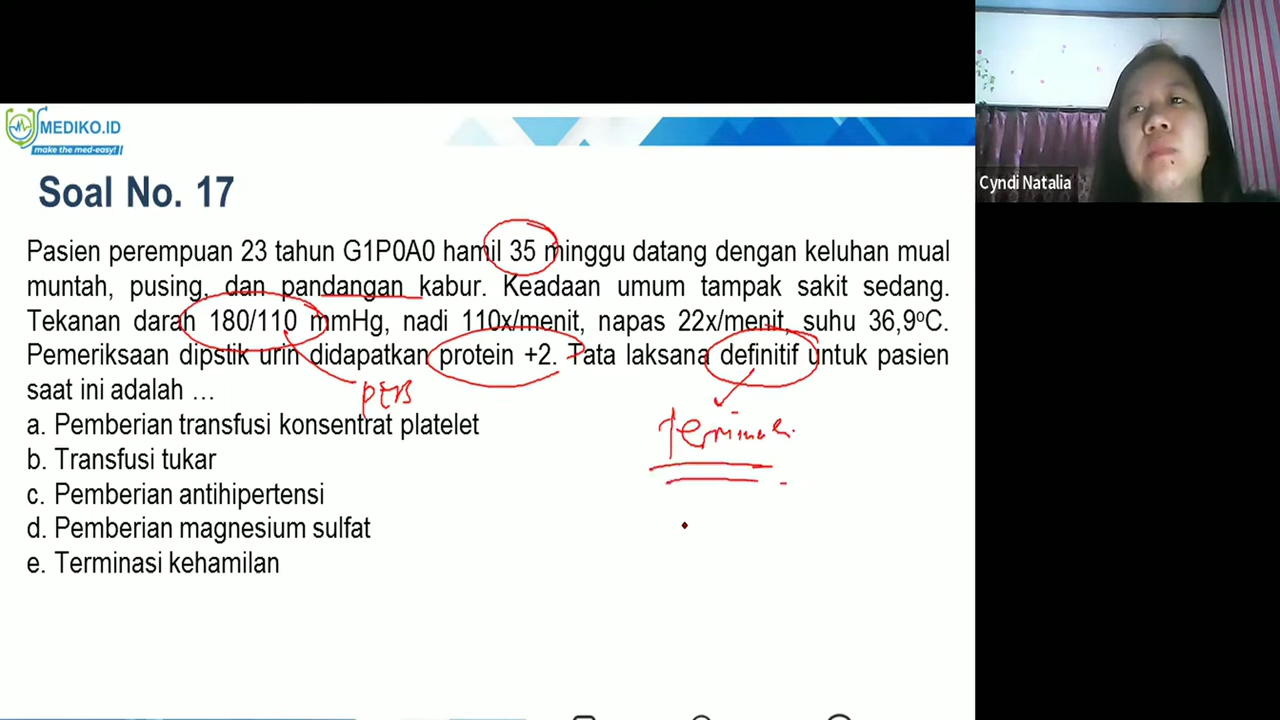 MEDIKO.ID
make the med-easy!
Soal No. 17
Cyndi Natalia
Pasien perempuan 23 tahun G1P0A0 hamil 35 minggu datang dengan keluhan mual
muntah, pusing, dan pandangan kabur. Keadaan umum tampak sakit sedang.
Tekanan darah 180/110 mmHg, nadi 110x/menit, napas 22x/menit, suhu 36,9ºC.
Pemeriksaan dipstik urin didapatkan protein +2. Tata laksana definitif untuk pasien
saat ini adalah …
PEB
a. Pemberian transfusi konsentrat platelet
terminasi
b. Transfusi tukar
c. Pemberian antihipertensi
d. Pemberian magnesium sulfat
e. Terminasi kehamilan